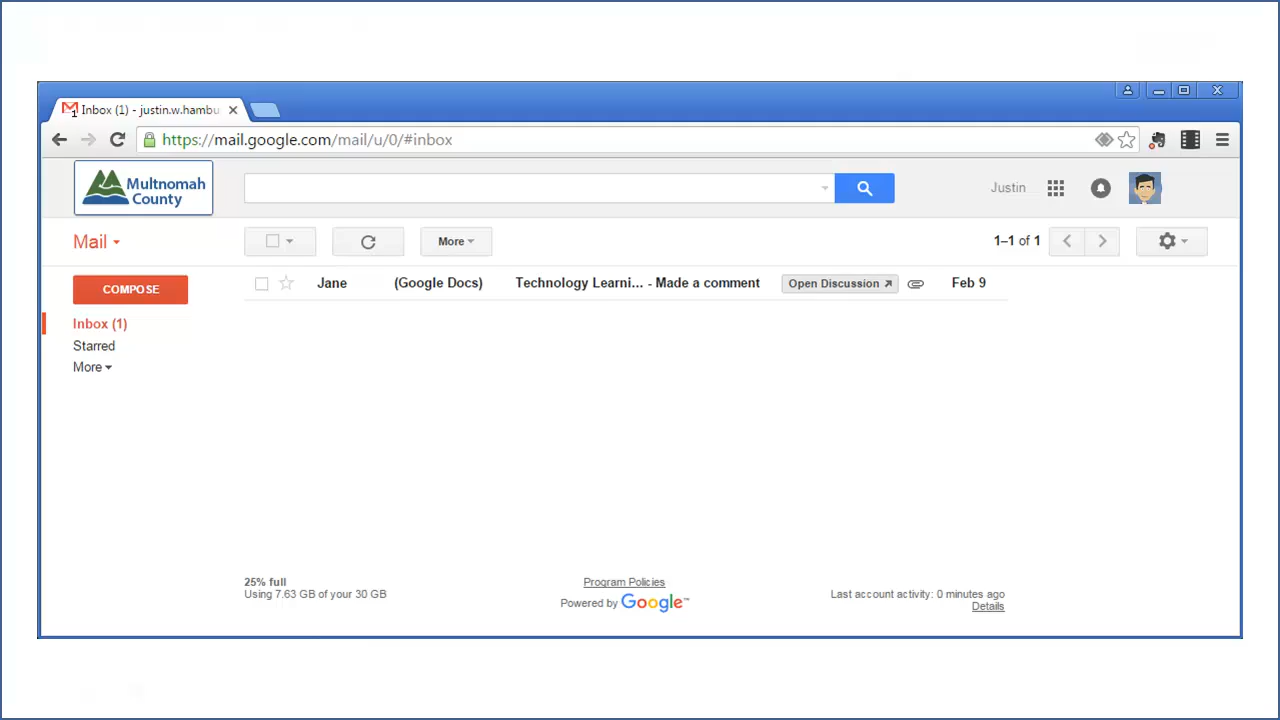 Inbox (1) - justin.w.hambu
https://mail.google.com/mail/u/0/#inbox
Multnomah
County
Justin
Mail
More
1–1 of 1
COMPOSE
Jane (Google Docs) Technology Learni... - Made a comment Open Discussion Feb 9
Inbox (1)
Starred
More
25% full
Using 7.63 GB of your 30 GB
Program Policies
Powered by Google™
Last account activity: 0 minutes ago
Details